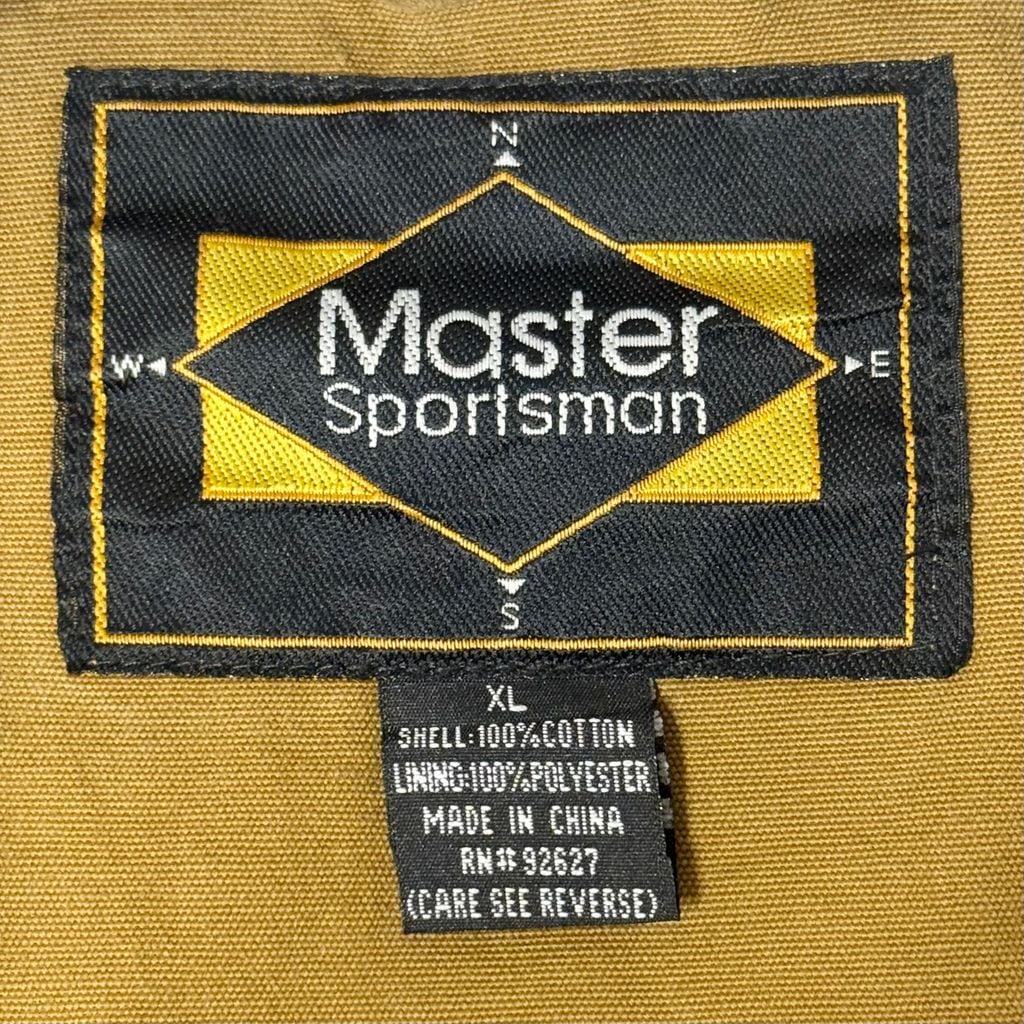 N
Master
W E
Sportsman
S
XL
SHELL:100%COTTON
LINING:100%POLYESTER
MADE IN CHINA
RN#92627
(CARE SEE REVERSE)